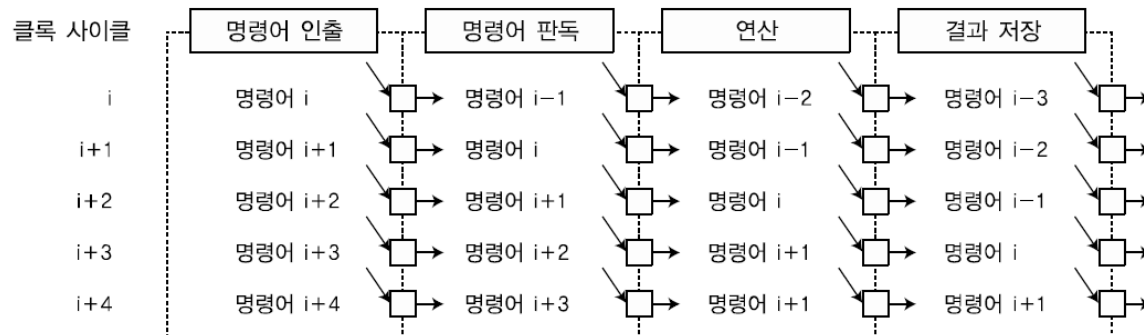 클록 사이클 명령어 인출 명령어 판독 연산 결과 저장
i 명령어 i 명령어 i-1 명령어 i-2 명령어 i-3
i+1 명령어 i+1 명령어 i 명령어 i-1 명령어 i-2
i+2 명령어 i+2 명령어 i+1 명령어 i 명령어 i-1
i+3 명령어 i+3 명령어 i+2 명령어 i+1 명령어 i
i+4 명령어 i+4 명령어 i+3 명령어 i+1 명령어 i+1